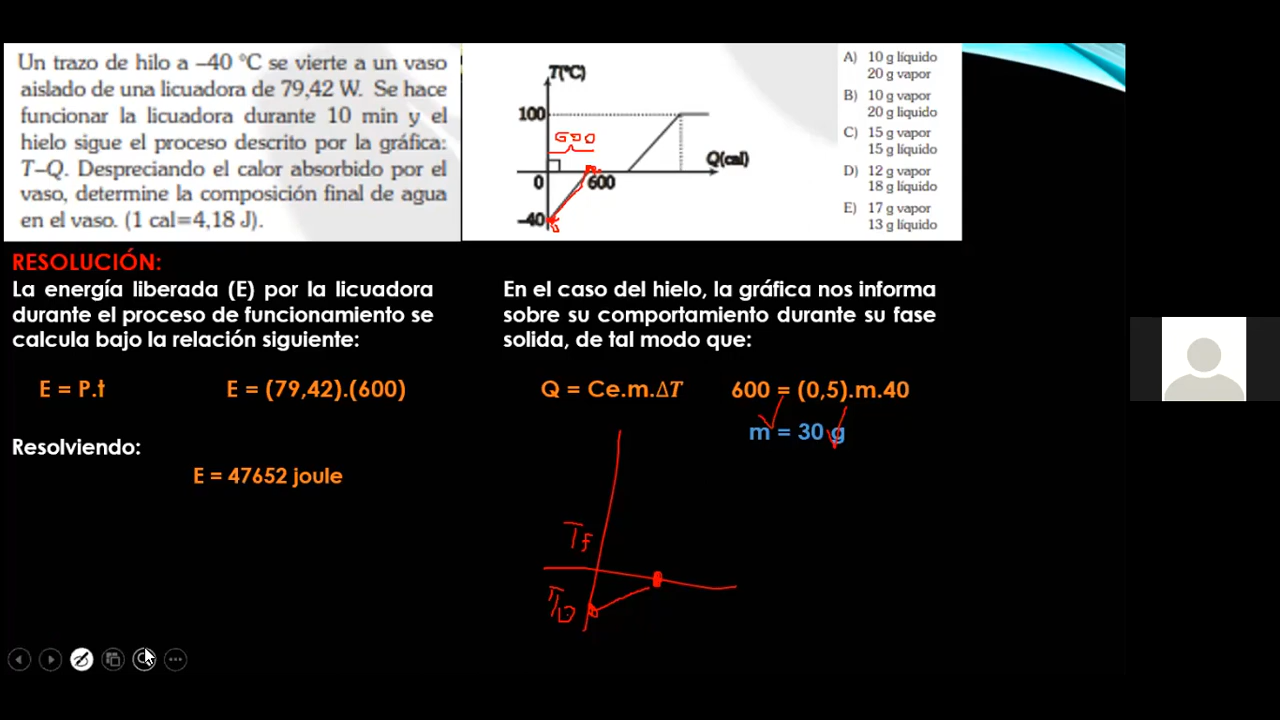 Un trazo de hilo a –40 °C se vierte a un vaso
aislado de una licuadora de 79,42 W. Se hace
funcionar la licuadora durante 10 min y el
hielo sigue el proceso descrito por la gráfica:
T–Q. Despreciando el calor absorbido por el
vaso, determine la composición final de agua
en el vaso. (1 cal=4,18 J).
T(°C)
100
600
Q(cal)
0
600
–40
A) 10 g líquido
20 g vapor
B) 10 g vapor
20 g líquido
C) 15 g vapor
15 g líquido
D) 12 g vapor
18 g líquido
E) 17 g vapor
13 g líquido
RESOLUCIÓN:
La energía liberada (E) por la licuadora
durante el proceso de funcionamiento se
calcula bajo la relación siguiente:
E = P.t
E = (79,42).(600)
Resolviendo:
E = 47652 joule
En el caso del hielo, la gráfica nos informa
sobre su comportamiento durante su fase
solida, de tal modo que:
Q = Ce.m.ΔT
600 = (0,5).m.40
m = 30 g
Tf